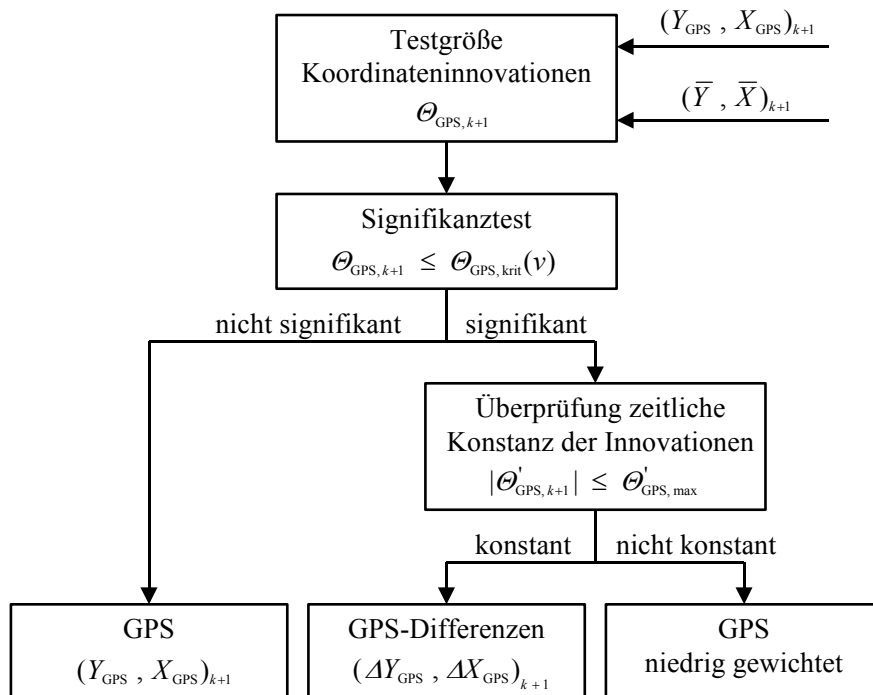 Testgröße
Koordinateninnovationen
Θ_GPS, k+1
(Y_GPS , X_GPS)_k+1
(Y̅ , X̅)_k+1
Signifikanztest
Θ_GPS, k+1 ≤ Θ_GPS, krit(v)
nicht signifikant
signifikant
Überprüfung zeitliche
Konstanz der Innovationen
|Θ'_GPS, k+1| ≤ Θ'_GPS, max
konstant
nicht konstant
GPS
(Y_GPS , X_GPS)_k+1
GPS-Differenzen
(ΔY_GPS , ΔX_GPS)_k+1
GPS
niedrig gewichtet